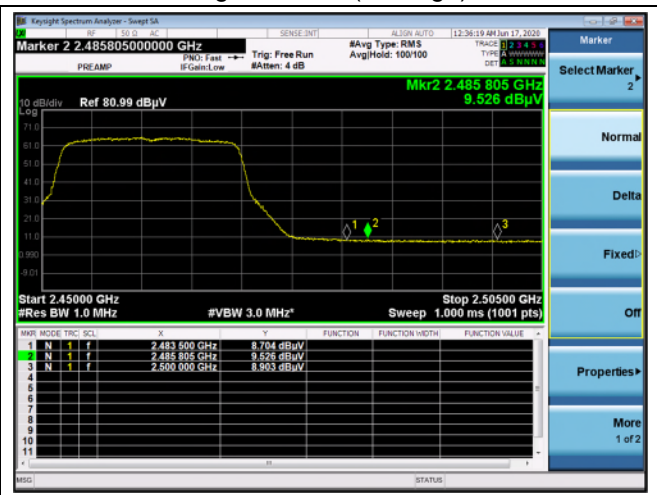 Keysight Spectrum Analyzer - Swept SA
RF 50 Ω AC SENSE:INT ALIGN AUTO 12:36:19 AM Jun 17, 2020
Marker 2 2.485805000000 GHz
PREAMP
PNO: Fast
IFGain:Low
Trig: Free Run
#Atten: 4 dB
#Avg Type: RMS
Avg|Hold: 100/100
TRACE 1 2 3 4 5 6
TYPE
DET A S N N N N
Mkr2 2.485 805 GHz
9.526 dBµV
10 dB/div Ref 80.99 dBµV
Log
71.0
61.0
51.0
41.0
31.0
21.0
11.0
0.990
-9.01
1 2 3
Start 2.45000 GHz Stop 2.50500 GHz
#Res BW 1.0 MHz #VBW 3.0 MHz* Sweep 1.000 ms (1001 pts)
MKR MODE TRC SCL X Y FUNCTION FUNCTION WIDTH FUNCTION VALUE
1 N 1 f 2.483 500 GHz 8.704 dBµV
2 N 1 f 2.485 805 GHz 9.526 dBµV
3 N 1 f 2.500 000 GHz 8.903 dBµV
4
5
6
7
8
9
10
11
MSG STATUS
Marker
Select Marker
2
Normal
Delta
Fixed
Off
Properties
More
1 of 2